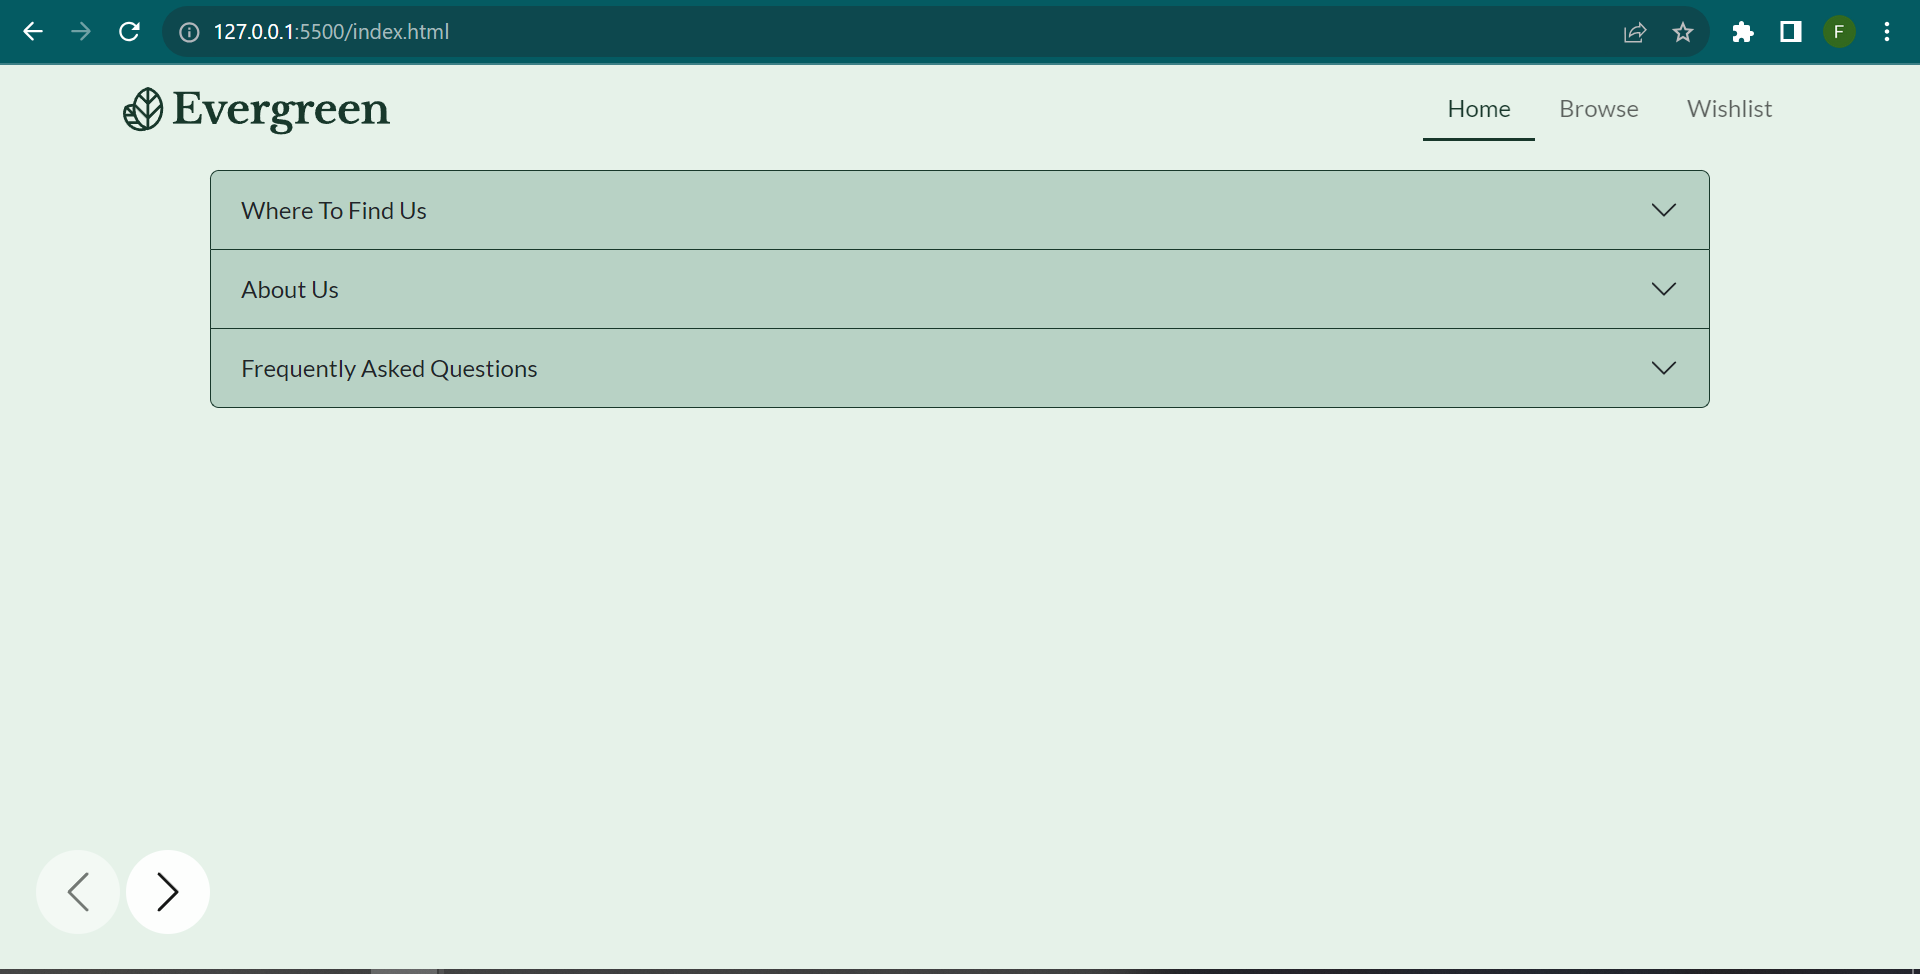 127.0.0.1:5500/index.html
F
Evergreen
Home Browse Wishlist
Where To Find Us
About Us
Frequently Asked Questions